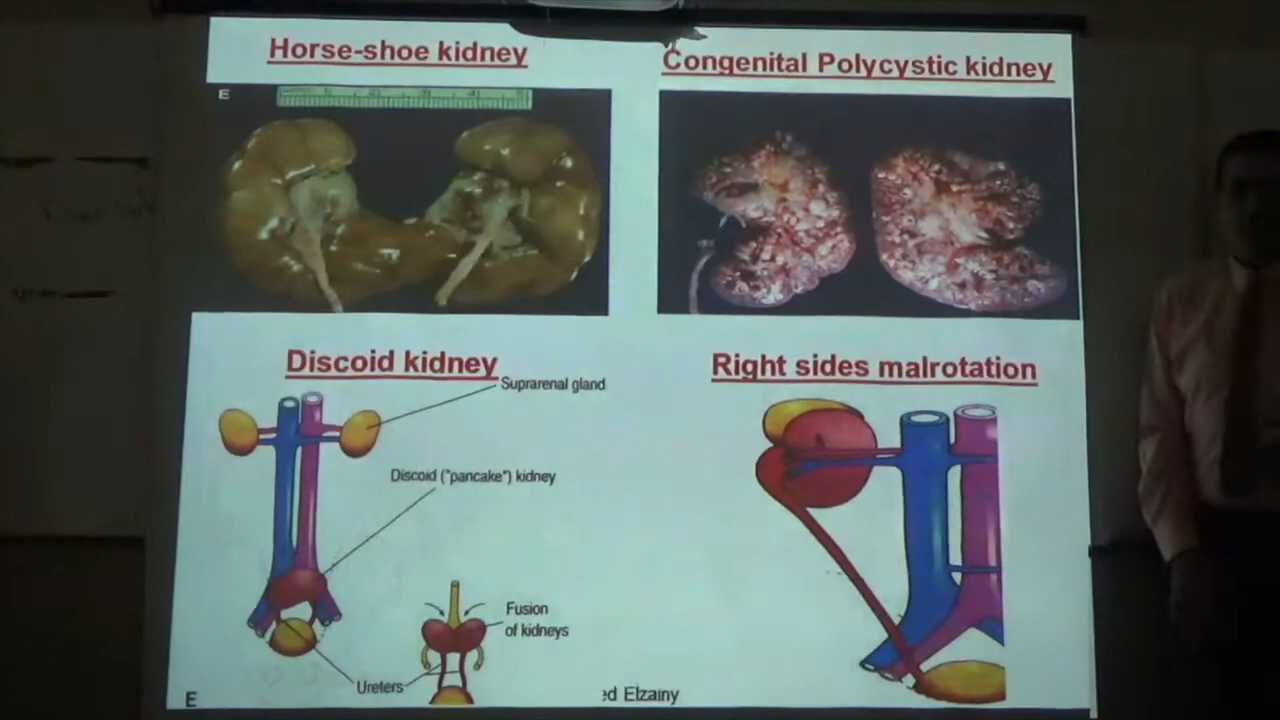 Horse-shoe kidney
Congenital Polycystic kidney
E
Discoid kidney
Right sides malrotation
Suprarenal gland
Discoid ("pancake") kidney
Fusion
of kidneys
Ureters
E
ed Elzainy